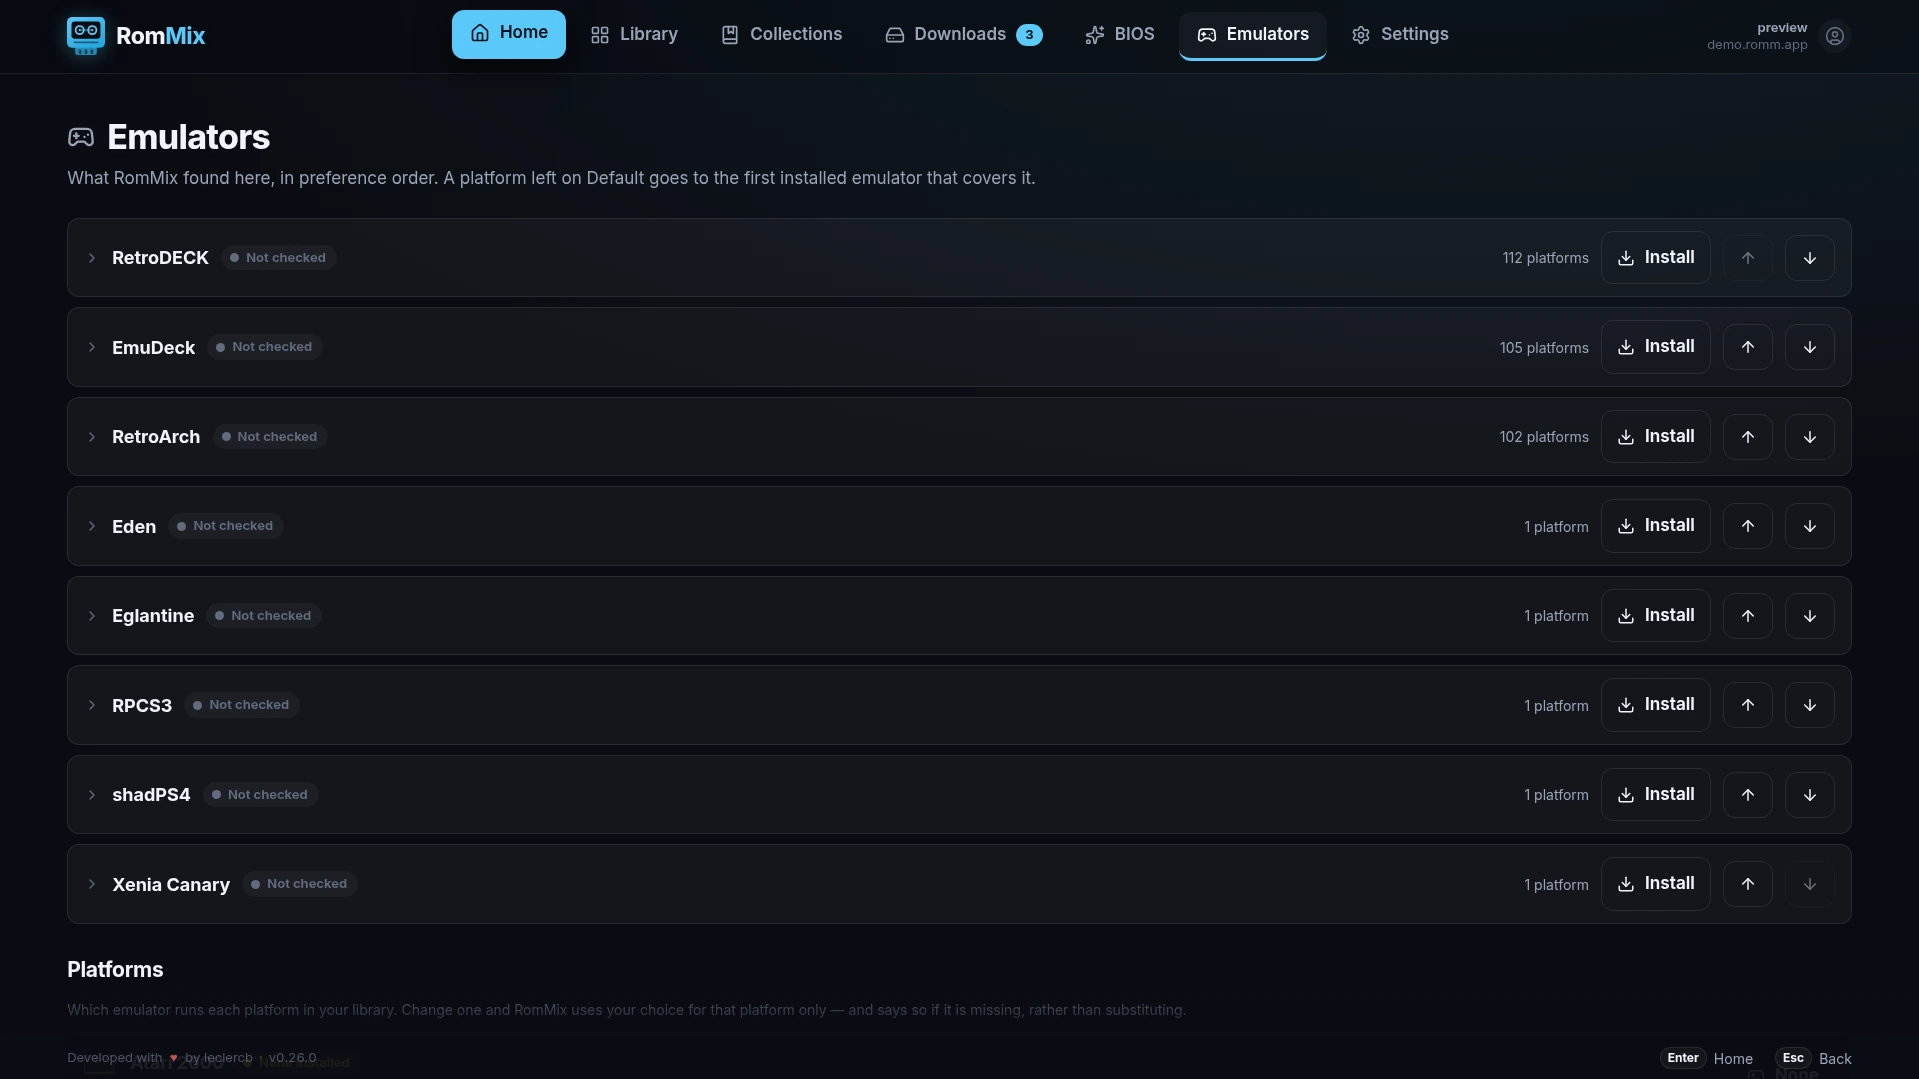 RomMix
Home
Library
Collections
Downloads 3
BIOS
Emulators
Settings
preview
demo.romm.app
Emulators
What RomMix found here, in preference order. A platform left on Default goes to the first installed emulator that covers it.
RetroDECK Not checked 112 platforms Install
EmuDeck Not checked 105 platforms Install
RetroArch Not checked 102 platforms Install
Eden Not checked 1 platform Install
Eglantine Not checked 1 platform Install
RPCS3 Not checked 1 platform Install
shadPS4 Not checked 1 platform Install
Xenia Canary Not checked 1 platform Install
Platforms
Which emulator runs each platform in your library. Change one and RomMix uses your choice for that platform only — and says so if it is missing, rather than substituting.
Developed with ♥ by leclercb · v0.26.0
Enter Home Esc Back
Atari 2600 None installed
None